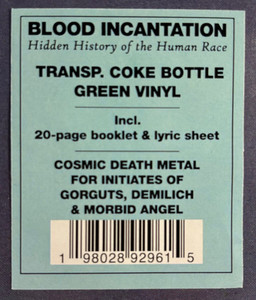 BLOOD INCANTATION
Hidden History of the Human Race
TRANSP. COKE BOTTLE
GREEN VINYL
Incl.
20-page booklet & lyric sheet
COSMIC DEATH METAL
FOR INITIATES OF
GORGUTS, DEMILICH
& MORBID ANGEL
1 98028 92961 5